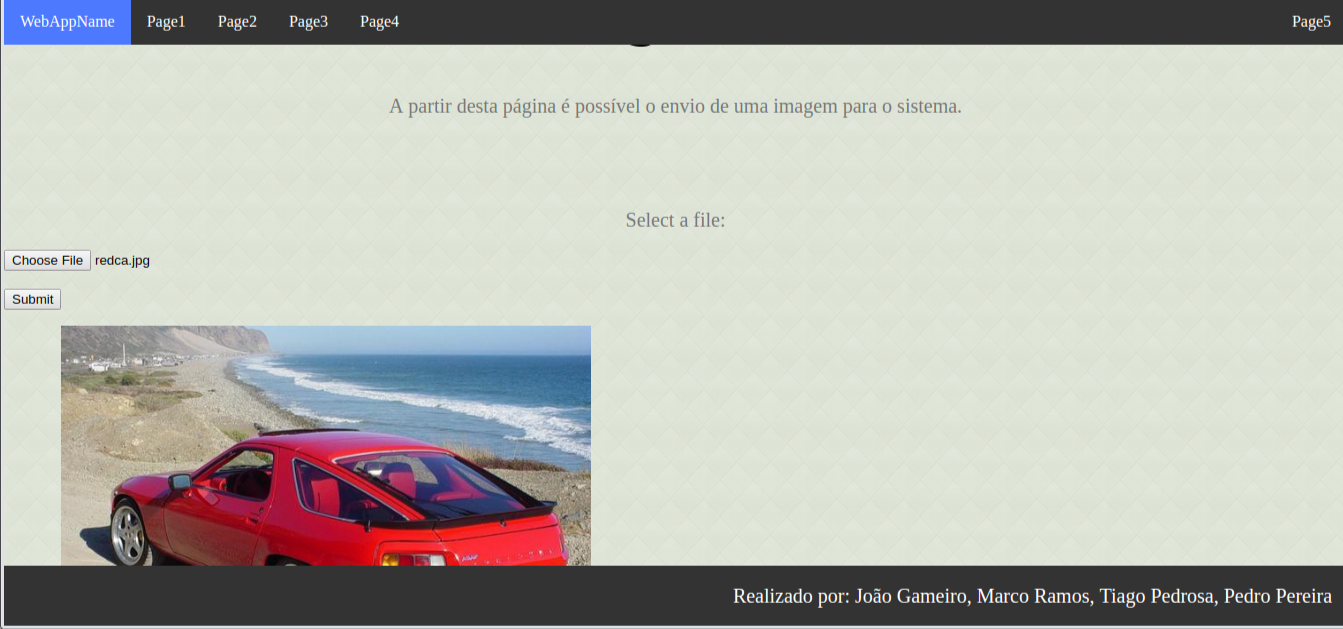 WebAppName Page1 Page2 Page3 Page4 Page5
A partir desta página é possível o envio de uma imagem para o sistema.
Select a file:
Choose File redca.jpg
Submit
Realizado por: João Gameiro, Marco Ramos, Tiago Pedrosa, Pedro Pereira